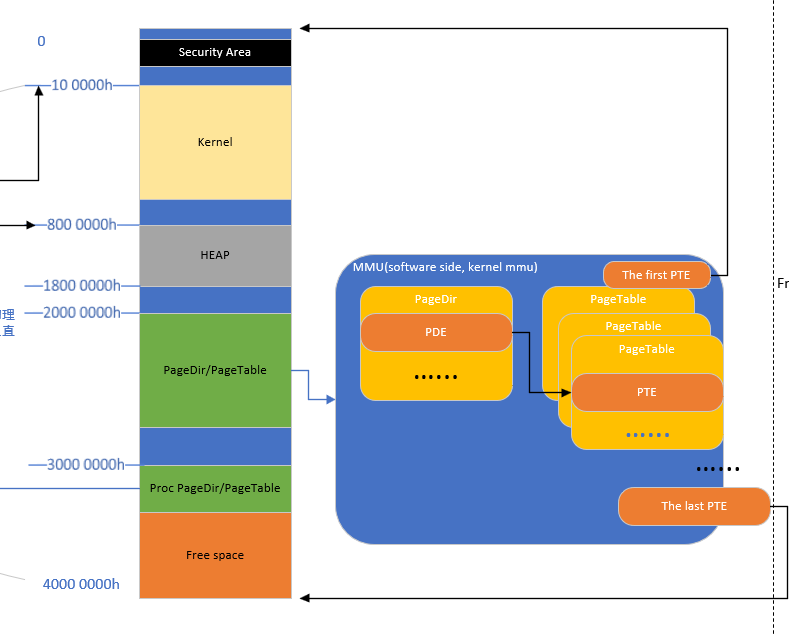 0
Security Area
10 0000h
Kernel
800 0000h
HEAP
1800 0000h
2000 0000h
理
直
PageDir/PageTable
3000 0000h
Proc PageDir/PageTable
Free space
4000 0000h
MMU(software side, kernel mmu)
The first PTE
PageDir
PDE
......
PageTable
PageTable
PageTable
PTE
......
......
The last PTE
Fr